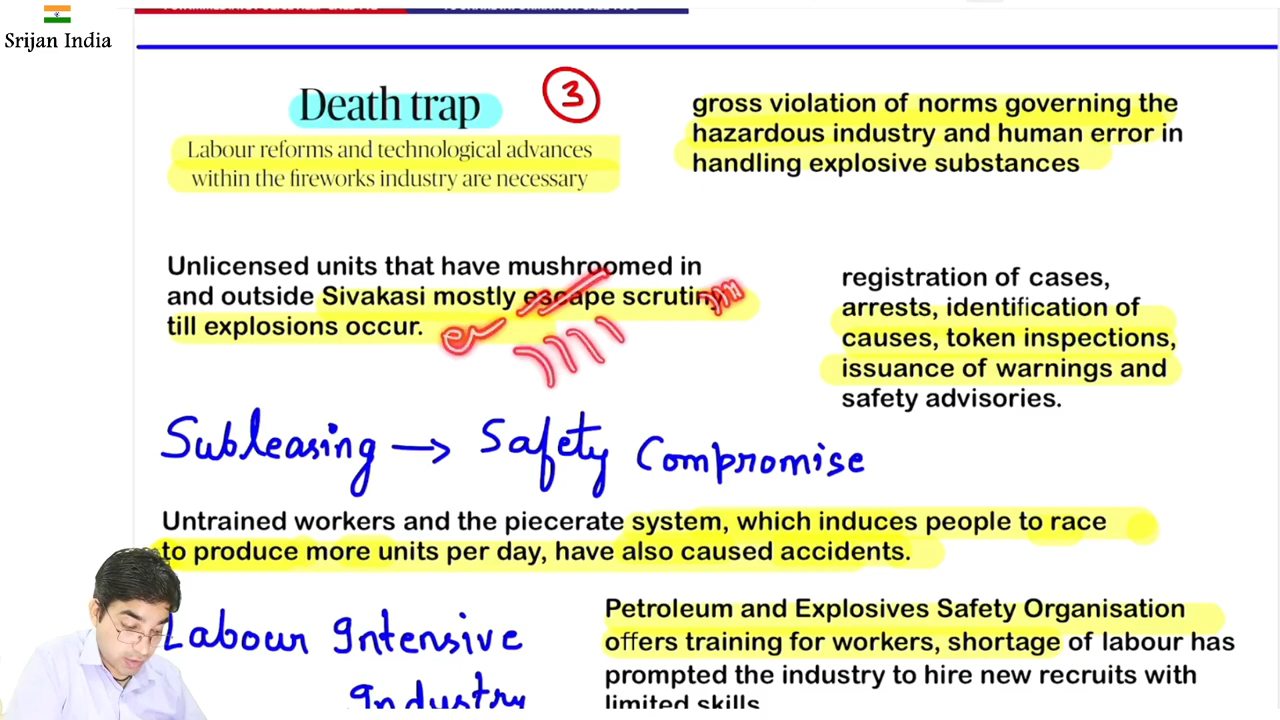 Srijan India
Death trap
3
Labour reforms and technological advances
within the fireworks industry are necessary
gross violation of norms governing the
hazardous industry and human error in
handling explosive substances
Unlicensed units that have mushroomed in
and outside Sivakasi mostly escape scrutiny
till explosions occur.
registration of cases,
arrests, identification of
causes, token inspections,
issuance of warnings and
safety advisories.
Subleasing → Safety Compromise
Untrained workers and the piecerate system, which induces people to race
to produce more units per day, have also caused accidents.
Labour Intensive
Industry
Petroleum and Explosives Safety Organisation
offers training for workers, shortage of labour has
prompted the industry to hire new recruits with
limited skills